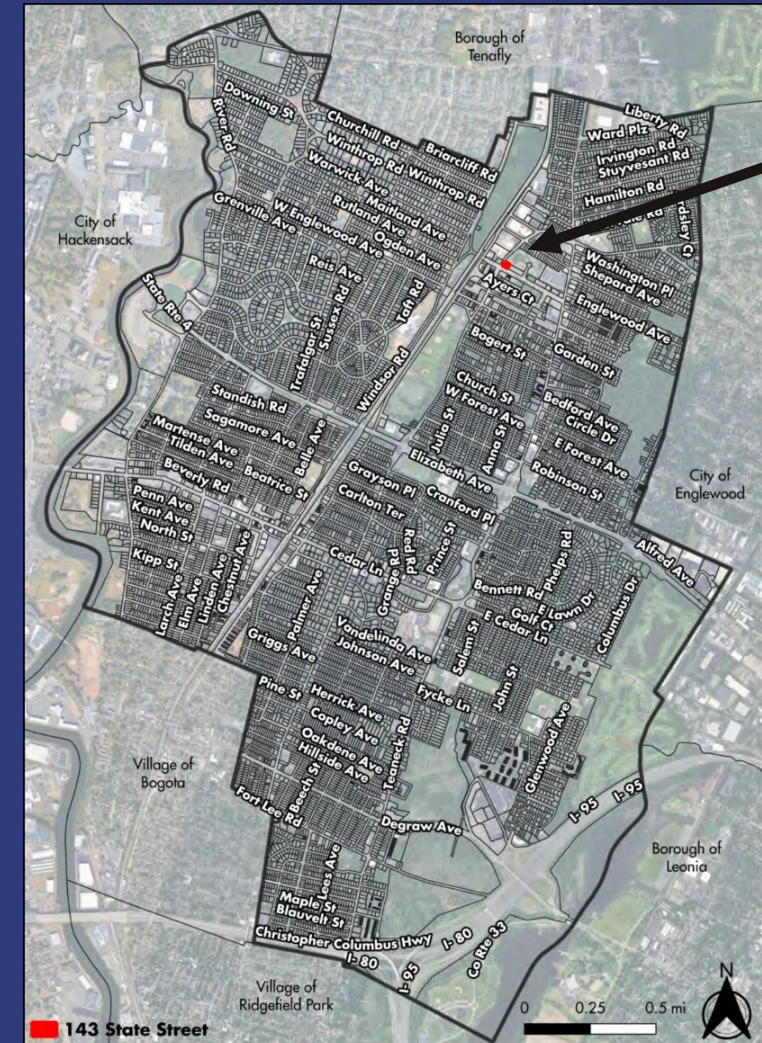 Borough of
Tenafly
Liberty Rd
Ward Plz
Irvington Rd
Stuyvesant Rd
Hamilton Rd
Downing St
River Rd
Churchill Rd
Briarcliff Rd
Winthrop Rd
Winthrop Rd
Warwick Ave
Maitland Ave
Rutland Ave
Ogden Ave
City of
Hackensack
Grenville Ave
W Englewood Ave
Washington Pl
Shepard Ave
Englewood Ave
Ayers Ct
Reis Ave
Taft Rd
Sussex Rd
Trafalgar St
State Rte 4
Windsor Rd
Bogert St
Garden St
Church St
W Forest Ave
Julia St
Anna St
Bedford Ave
Circle Dr
E Forest Ave
Standish Rd
Sagamore Ave
Belle Ave
Martense Ave
Tilden Ave
Beverly Rd
Beatrice St
Elizabeth Ave
Robinson St
Grayson Pl
Cranford Pl
Carlton Ter
City of
Englewood
Penn Ave
Kent Ave
North St
Kipp St
Larch Ave
Elm Ave
Linden Ave
Chestnut Ave
Cedar Ln
Grange Rd
Red Rd
Prince St
Alfred Ave
Phelps Rd
Bennett Rd
E Lawn Dr
Golf Ct
E Cedar Ln
Columbus Dr
Palmer Ave
Griggs Ave
Vandelinda Ave
Johnson Ave
Salem St
John St
Fycke Ln
Pine St
Herrick Ave
Copley Ave
Oakdene Ave
Hillside Ave
Teaneck Rd
Glenwood Ave
Village of
Bogota
Beech St
Fort Lee Rd
Degraw Ave
I- 95
I- 95
Borough of
Leonia
Lees Ave
Maple St
Blauvelt St
Christopher Columbus Hwy
I- 80
I- 80
I- 95
Co Rte 33
Village of
Ridgefield Park
N
0 0.25 0.5 mi
143 State Street